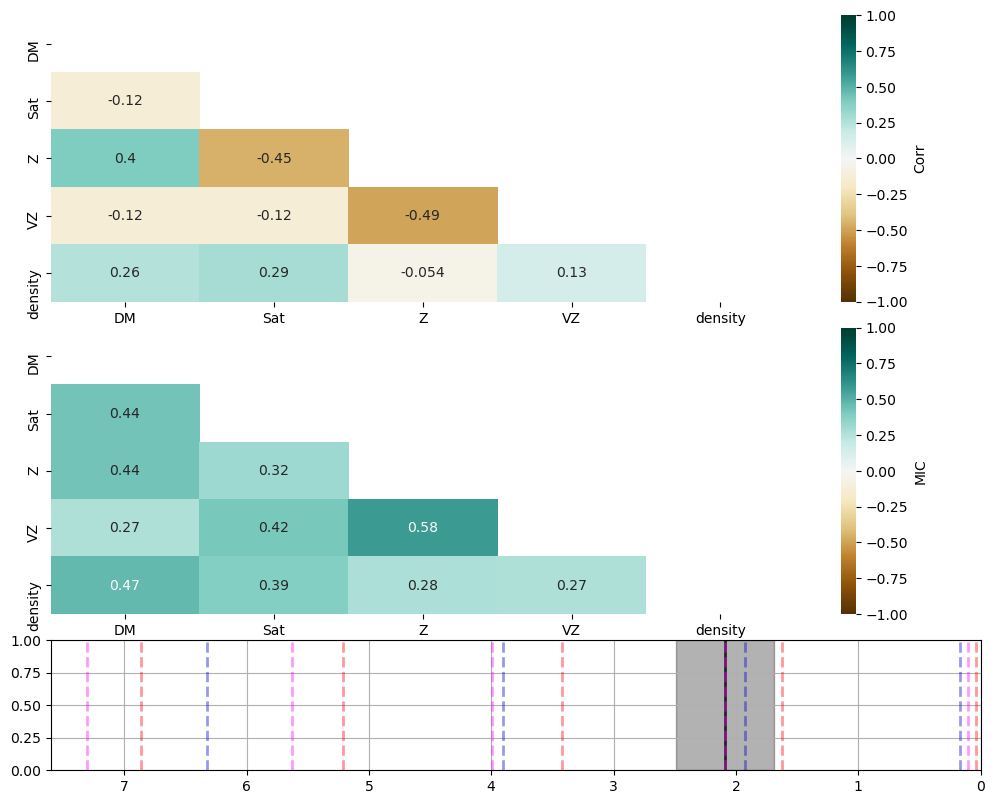 DM
Sat
Z
VZ
density
-0.12
0.4 -0.45
-0.12 -0.12 -0.49
0.26 0.29 -0.054 0.13
DM Sat Z VZ density
1.00
0.75
0.50
0.25
0.00
−0.25
−0.50
−0.75
−1.00
Corr
DM
Sat
Z
VZ
density
0.44
0.44 0.32
0.27 0.42 0.58
0.47 0.39 0.28 0.27
DM Sat Z VZ density
1.00
0.75
0.50
0.25
0.00
−0.25
−0.50
−0.75
−1.00
MIC
1.00
0.75
0.50
0.25
0.00
7 6 5 4 3 2 1 0